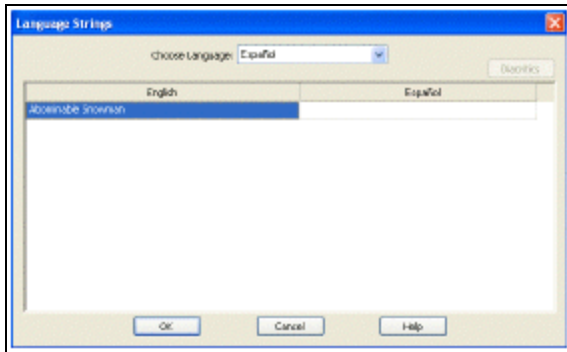 Language Strings
Choose Language: Español
Diacritics
English Español
Abominable Snowman
OK Cancel Help